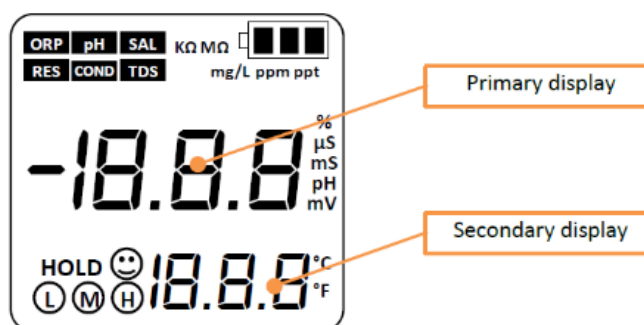 ORP pH SAL KΩ MΩ
RES COND TDS mg/L ppm ppt
Primary display
%
µS
-18.8.8 mS
pH
mV
Secondary display
HOLD 18.8.8 °C
L M H °F